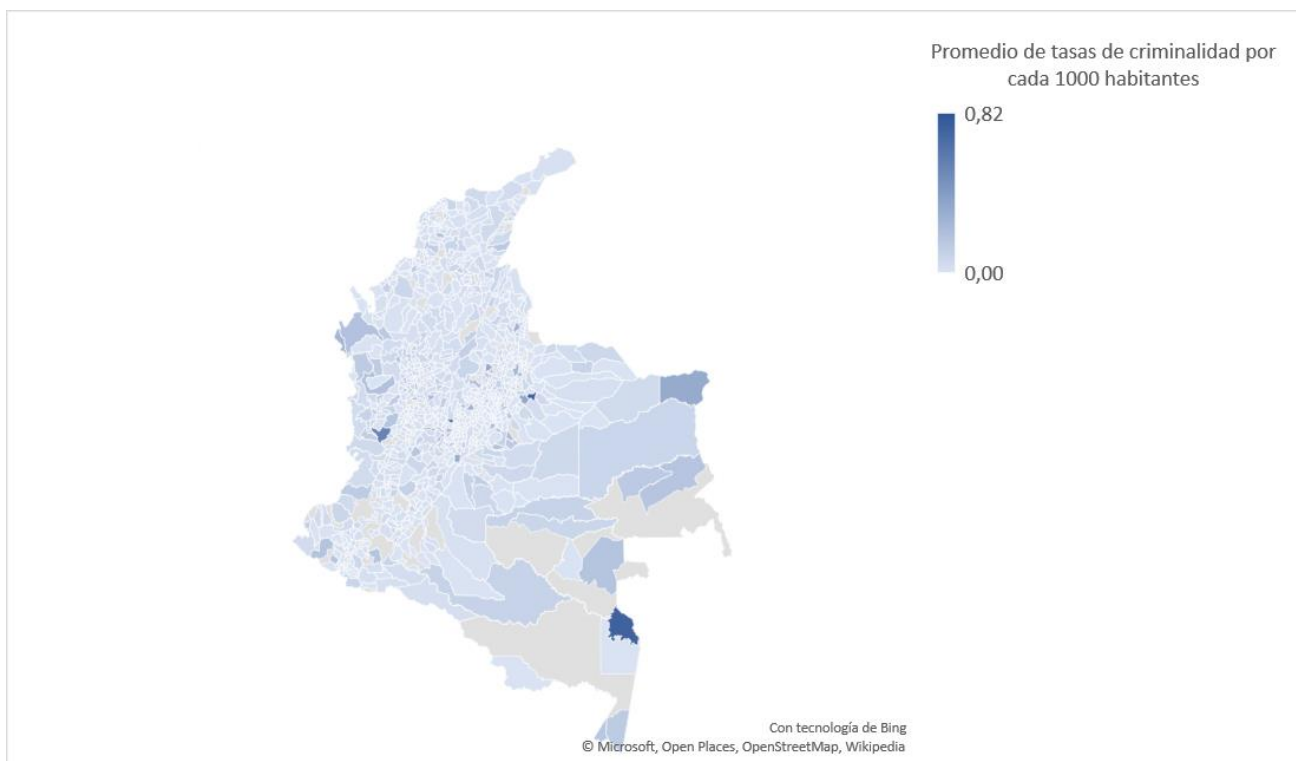 Promedio de tasas de criminalidad por
cada 1000 habitantes
0,82
0,00
Con tecnología de Bing
© Microsoft, Open Places, OpenStreetMap, Wikipedia